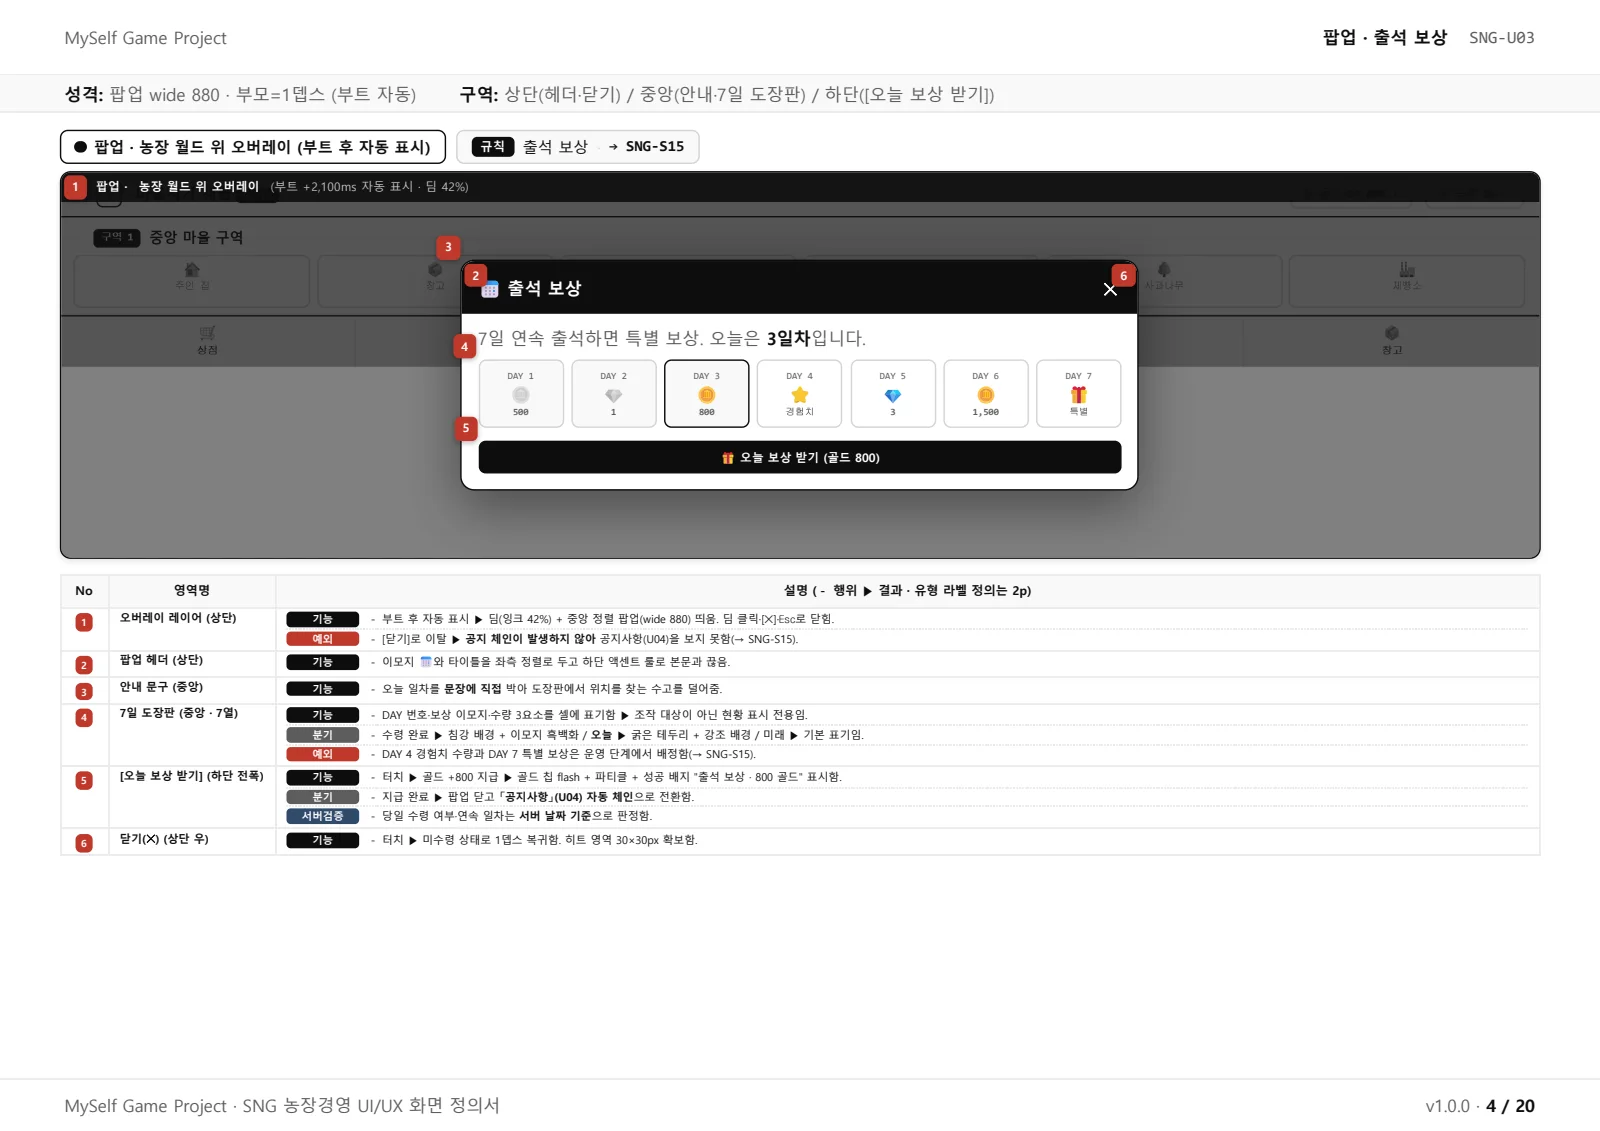 MySelf Game Project
팝업 · 출석 보상 SNG-U03
성격: 팝업 wide 880 · 부모=1뎁스 (부트 자동) 구역: 상단(헤더·닫기) / 중앙(안내·7일 도장판) / 하단([오늘 보상 받기])
● 팝업 · 농장 월드 위 오버레이 (부트 후 자동 표시)
규칙 출석 보상 · → SNG-S15
1 팝업 · 농장 월드 위 오버레이 (부트 +2,100ms 자동 표시 · 딤 42%)
구역 1 중앙 마을 구역
주민 집
창고
사과나무
제빵소
상점
창고
3
2 출석 보상 6
4 7일 연속 출석하면 특별 보상. 오늘은 3일차입니다.
DAY 1 DAY 2 DAY 3 DAY 4 DAY 5 DAY 6 DAY 7
500 1 800 경험치 3 1,500 특별
5
오늘 보상 받기 (골드 800)
No 영역명 설명 ( - 행위 ▶ 결과 · 유형 라벨 정의는 2p)
1 오버레이 레이어 (상단) 기능 - 부트 후 자동 표시 ▶ 딤(잉크 42%) + 중앙 정렬 팝업(wide 880) 띄움. 딤 클릭·[✕]·Esc로 닫힘.
예외 - [닫기]로 이탈 ▶ 공지 체인이 발생하지 않아 공지사항(U04)을 보지 못함(→ SNG-S15).
2 팝업 헤더 (상단) 기능 - 이모지 와 타이틀을 좌측 정렬로 두고 하단 액센트 룰로 본문과 끊음.
3 안내 문구 (중앙) 기능 - 오늘 일차를 문장에 직접 박아 도장판에서 위치를 찾는 수고를 덜어줌.
4 7일 도장판 (중앙 · 7열) 기능 - DAY 번호·보상 이모지·수량 3요소를 셀에 표기함 ▶ 조작 대상이 아닌 현황 표시 전용임.
분기 - 수령 완료 ▶ 침강 배경 + 이모지 흑백화 / 오늘 ▶ 굵은 테두리 + 강조 배경 / 미래 ▶ 기본 표기임.
예외 - DAY 4 경험치 수량과 DAY 7 특별 보상은 운영 단계에서 배정함(→ SNG-S15).
5 [오늘 보상 받기] (하단 전폭) 기능 - 터치 ▶ 골드 +800 지급 ▶ 골드 칩 flash + 파티클 + 성공 배지 "출석 보상 · 800 골드" 표시함.
분기 - 지급 완료 ▶ 팝업 닫고 「공지사항」(U04) 자동 체인으로 전환함.
서버검증 - 당일 수령 여부·연속 일차는 서버 날짜 기준으로 판정함.
6 닫기(✕) (상단 우) 기능 - 터치 ▶ 미수령 상태로 1뎁스 복귀함. 히트 영역 30×30px 확보함.
MySelf Game Project · SNG 농장경영 UI/UX 화면 정의서
v1.0.0 · 4 / 20